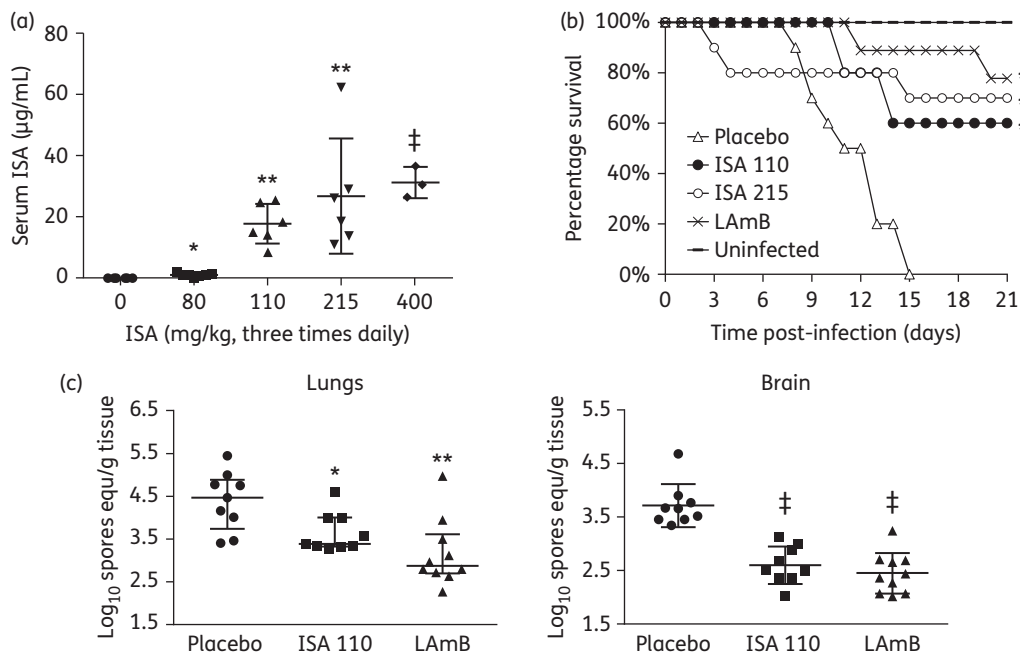 (a)
80
60
40
20
0
Serum ISA (µg/mL)
*
**
**
‡
0 80 110 215 400
ISA (mg/kg, three times daily)
(b)
100%
80%
60%
40%
20%
0%
Percentage survival
Placebo
ISA 110
ISA 215
LAmB
Uninfected
0 3 6 9 12 15 18 21
Time post-infection (days)
(c)
Lungs
6.5
5.5
4.5
3.5
2.5
1.5
Log10 spores equ/g tissue
*
**
Placebo ISA 110 LAmB
Brain
5.5
4.5
3.5
2.5
1.5
Log10 spores equ/g tissue
‡
‡
Placebo ISA 110 LAmB